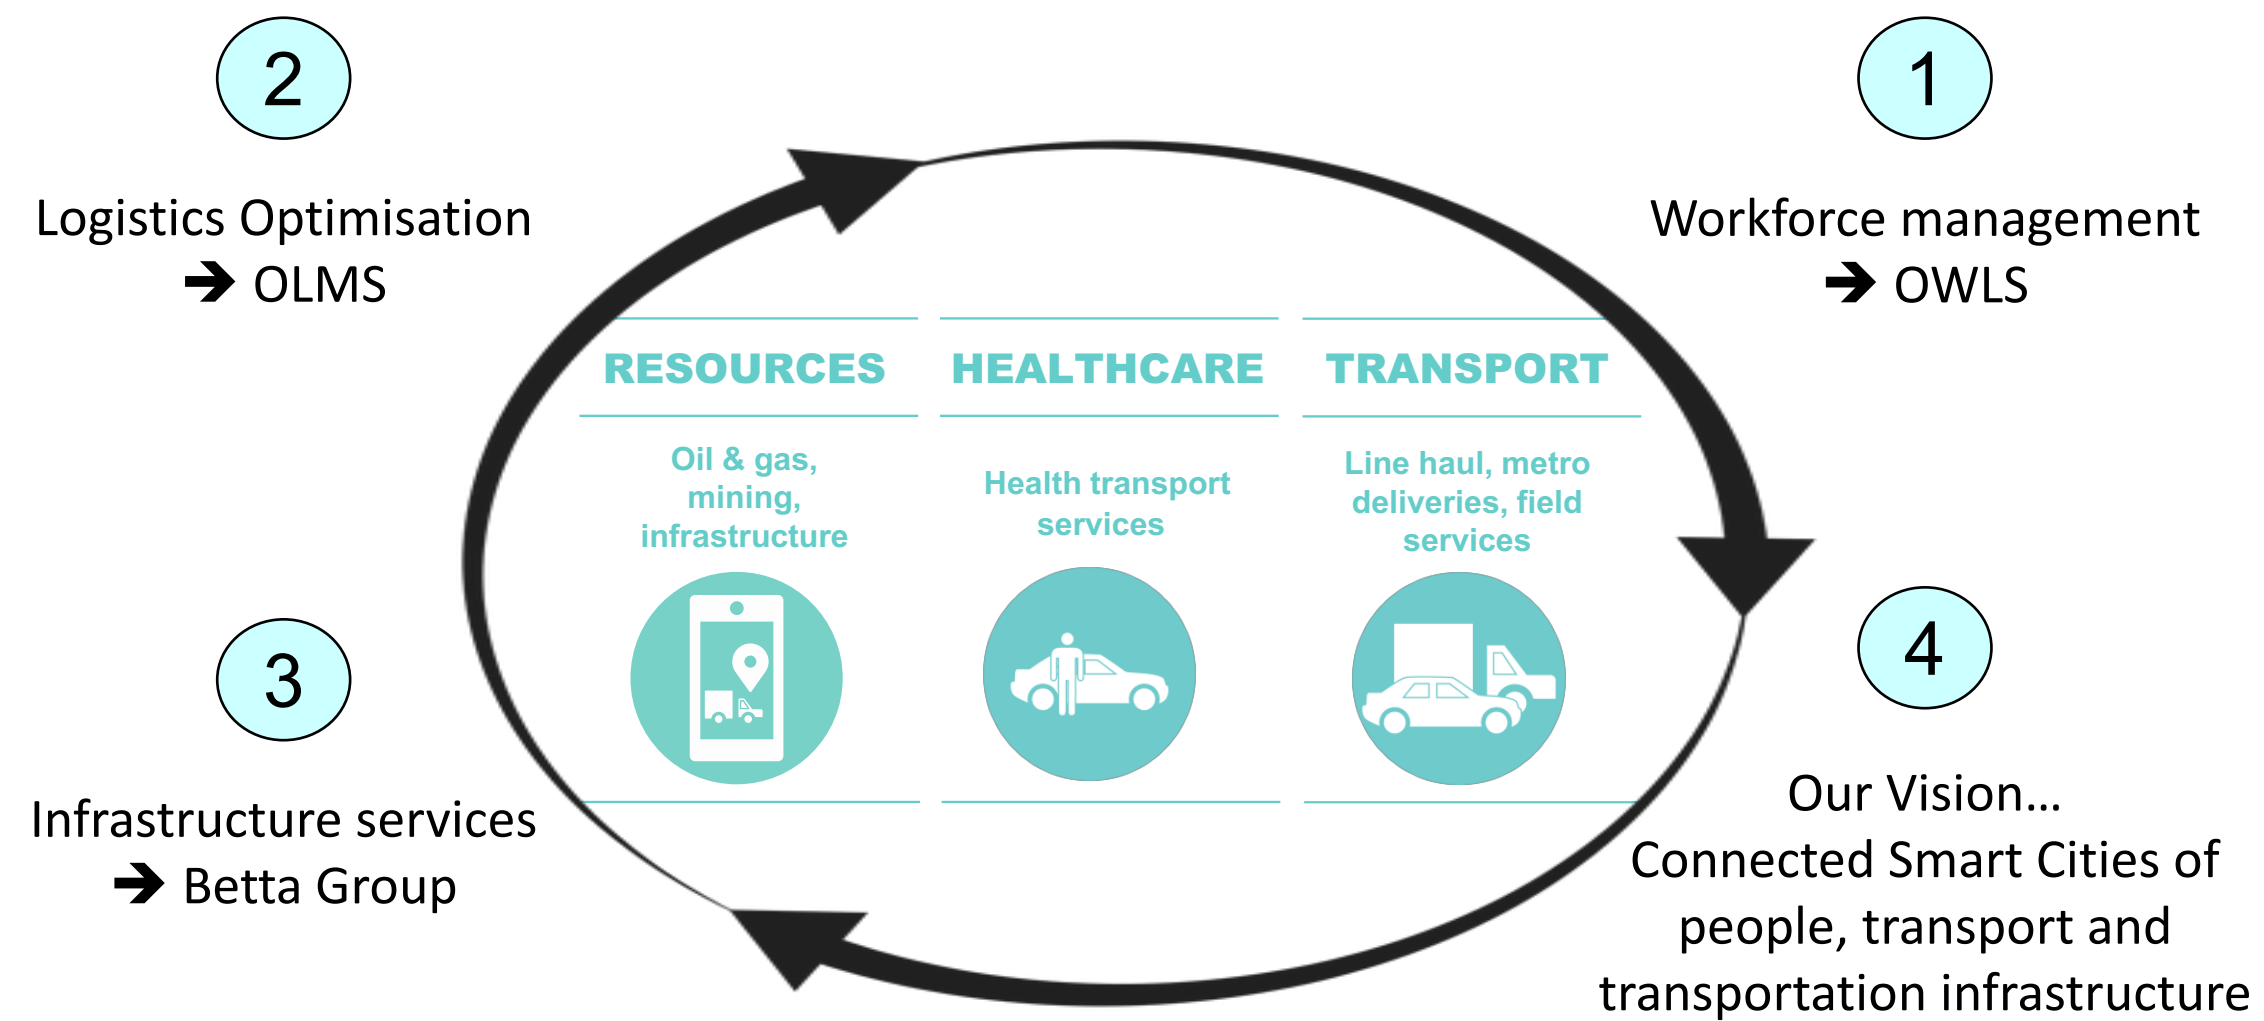 2
Logistics Optimisation
➔ OLMS
1
Workforce management
➔ OWLS
RESOURCES
Oil & gas,
mining,
infrastructure
HEALTHCARE
Health transport
services
TRANSPORT
Line haul, metro
deliveries, field
services
3
Infrastructure services
➔ Betta Group
4
Our Vision...
Connected Smart Cities of
people, transport and
transportation infrastructure